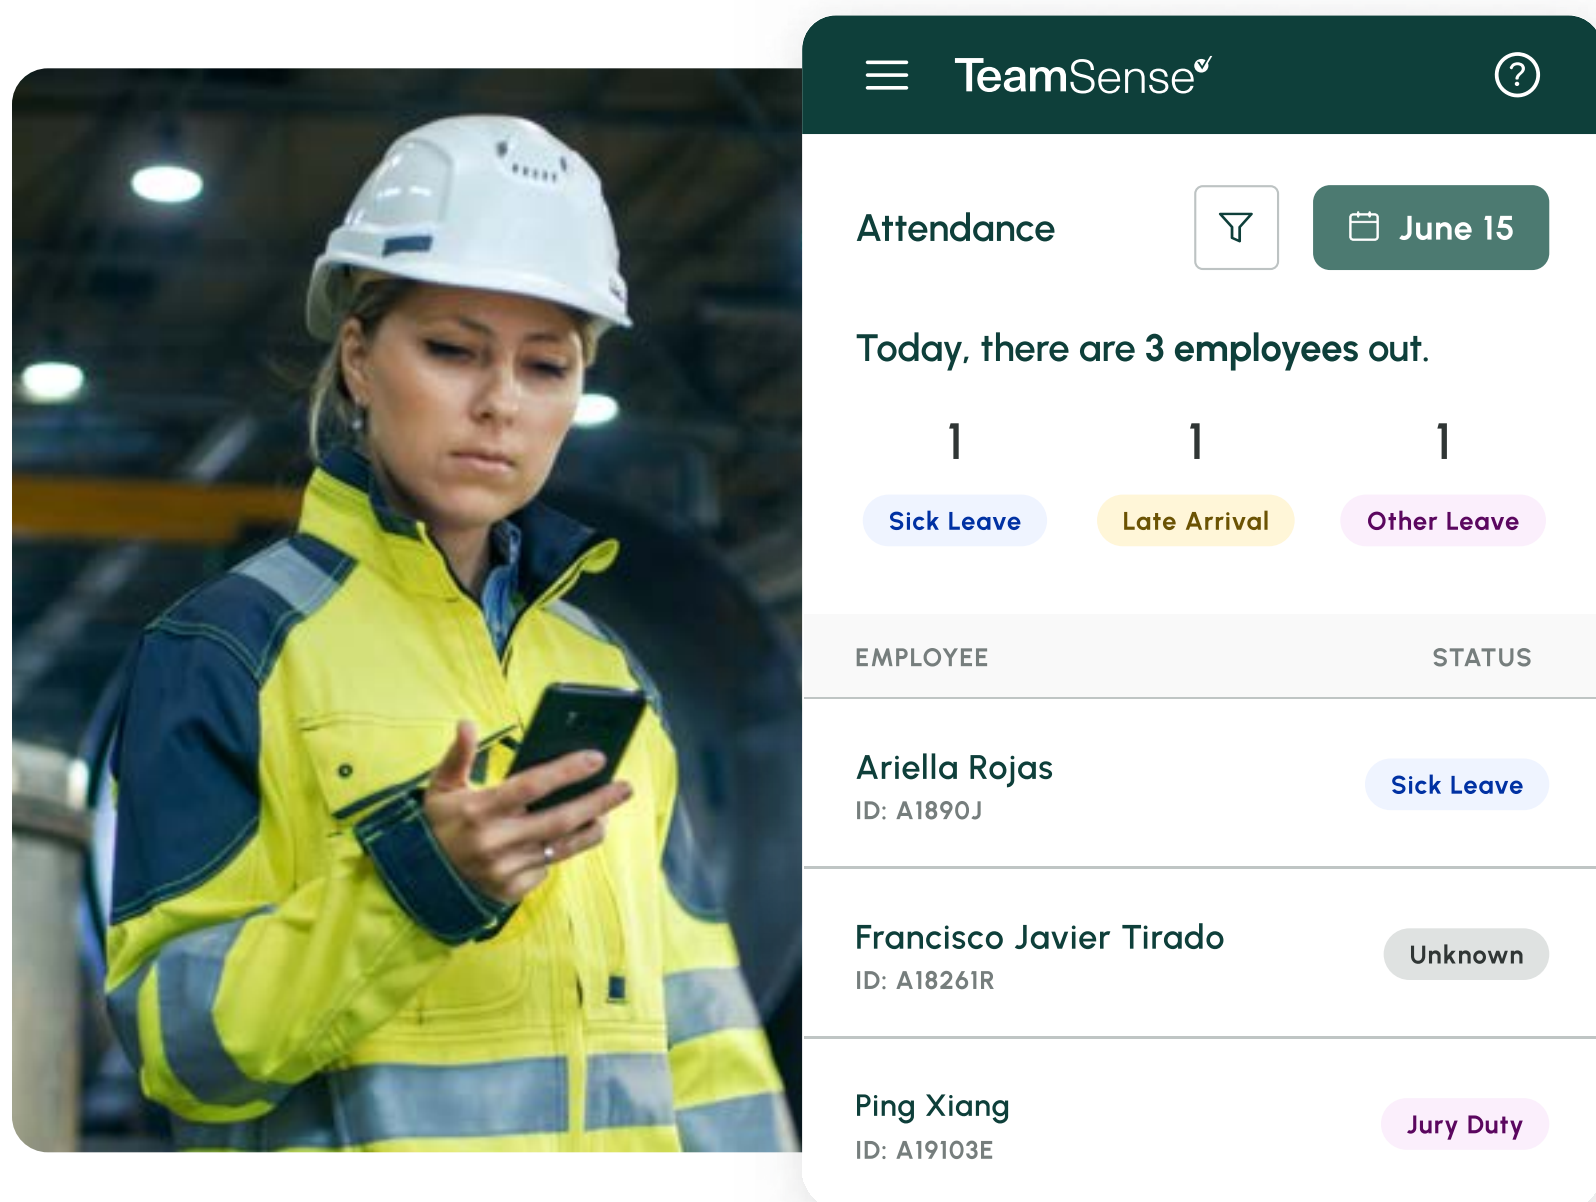 TeamSense
Attendance
June 15
Today, there are 3 employees out.
1 1 1
Sick Leave Late Arrival Other Leave
EMPLOYEE STATUS
Ariella Rojas
ID: A1890J
Sick Leave
Francisco Javier Tirado
ID: A18261R
Unknown
Ping Xiang
ID: A19103E
Jury Duty